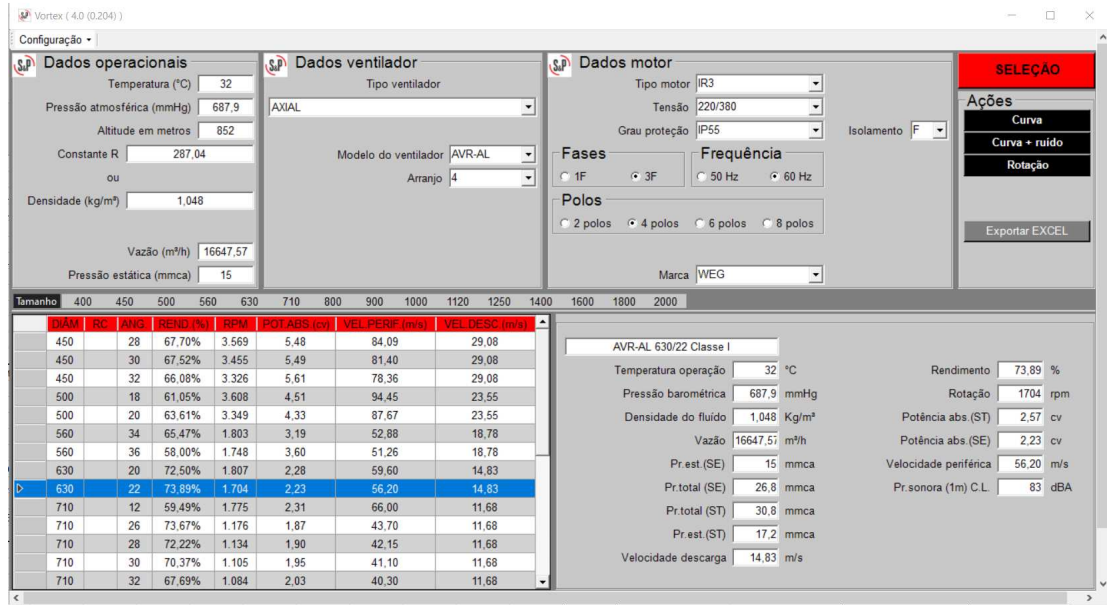 Vortex ( 4.0 (0.204) )
Configuração
S&P Dados operacionais
Temperatura (°C) 32
Pressão atmosférica (mmHg) 687,9
Altitude em metros 852
Constante R 287,04
ou
Densidade (kg/m³) 1,048
Vazão (m³/h) 16647,57
Pressão estática (mmca) 15
S&P Dados ventilador
Tipo ventilador
AXIAL
Modelo do ventilador AVR-AL
Arranjo 4
S&P Dados motor
Tipo motor IR3
Tensão 220/380
Grau proteção IP55 Isolamento F
Fases Frequência
1F 3F 50 Hz 60 Hz
Polos
2 polos 4 polos 6 polos 8 polos
Marca WEG
SELEÇÃO
Ações
Curva
Curva + ruído
Rotação
Exportar EXCEL
Tamanho 400 450 500 560 630 710 800 900 1000 1120 1250 1400 1600 1800 2000
DIÂM RC ANG REND (%) RPM POT.ABS (cv) VEL.PERIF.(m/s) VEL.DESC.(m/s)
450 28 67,70% 3.569 5,48 84,09 29,08
450 30 67,52% 3.455 5,49 81,40 29,08
450 32 66,08% 3.326 5,61 78,36 29,08
500 18 61,05% 3.608 4,51 94,45 23,55
500 20 63,61% 3.349 4,33 87,67 23,55
560 34 65,47% 1.803 3,19 52,88 18,78
560 36 58,00% 1.748 3,60 51,26 18,78
630 20 72,50% 1.807 2,28 59,60 14,83
630 22 73,89% 1.704 2,23 56,20 14,83
710 12 59,49% 1.775 2,31 66,00 11,68
710 26 73,67% 1.176 1,87 43,70 11,68
710 28 72,22% 1.134 1,90 42,15 11,68
710 30 70,37% 1.105 1,95 41,10 11,68
710 32 67,69% 1.084 2,03 40,30 11,68
AVR-AL 630/22 Classe I
Temperatura operação 32 °C
Pressão barométrica 687,9 mmHg
Densidade do fluído 1,048 Kg/m³
Vazão 16647,57 m³/h
Pr.est.(SE) 15 mmca
Pr.total (SE) 26,8 mmca
Pr.total (ST) 30,8 mmca
Pr.est.(ST) 17,2 mmca
Velocidade descarga 14,83 m/s
Rendimento 73,89 %
Rotação 1704 rpm
Potência abs.(ST) 2,57 cv
Potência abs.(SE) 2,23 cv
Velocidade periférica 56,20 m/s
Pr.sonora (1m) C.L. 83 dBA